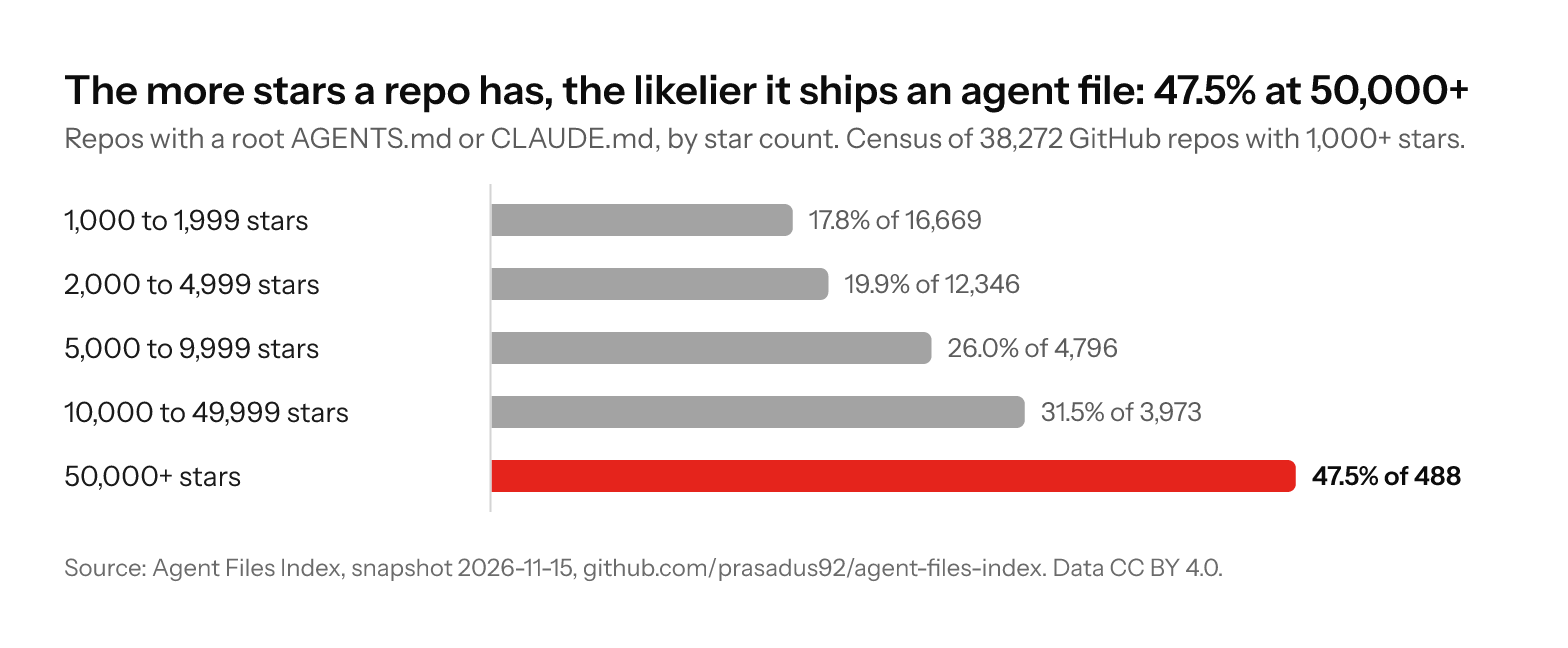 The more stars a repo has, the likelier it ships an agent file: 47.5% at 50,000+
Repos with a root AGENTS.md or CLAUDE.md, by star count. Census of 38,272 GitHub repos with 1,000+ stars.
1,000 to 1,999 stars 17.8% of 16,669
2,000 to 4,999 stars 19.9% of 12,346
5,000 to 9,999 stars 26.0% of 4,796
10,000 to 49,999 stars 31.5% of 3,973
50,000+ stars 47.5% of 488
Source: Agent Files Index, snapshot 2026-11-15, github.com/prasadus92/agent-files-index. Data CC BY 4.0.